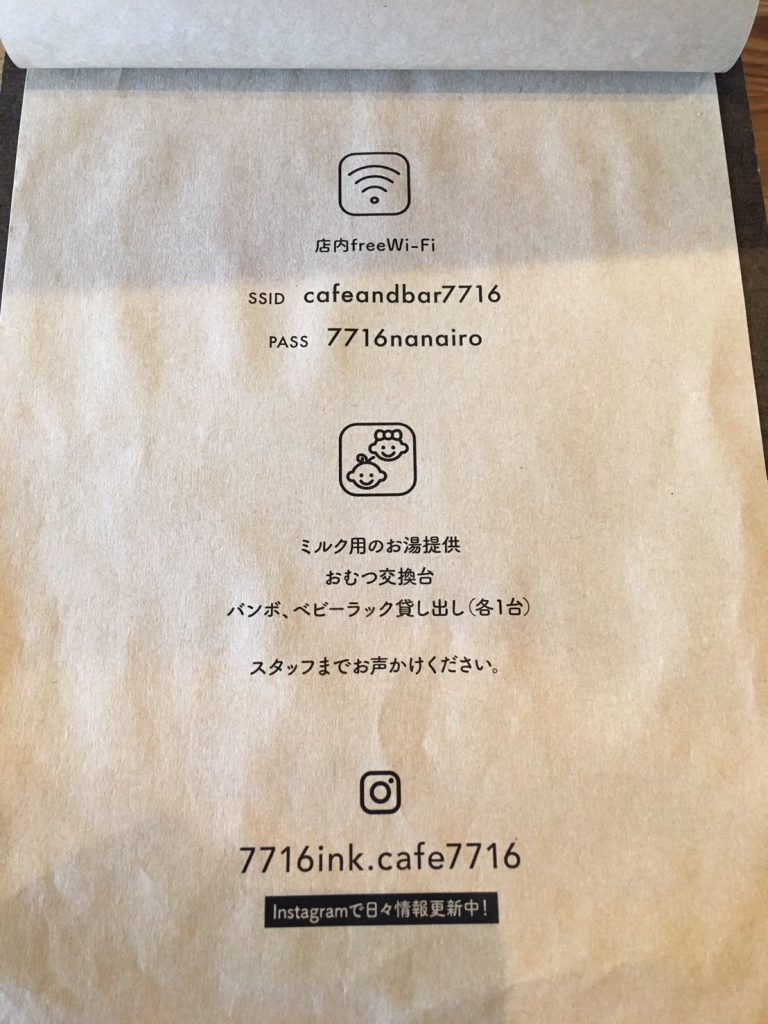 店内freeWi-Fi
SSID cafeandbar7716
PASS 7716nanairo
ミルク用のお湯提供
おむつ交換台
バンボ、ベビーラック貸し出し(各1台)
スタッフまでお声かけください。
7716ink.cafe7716
Instagramで日々情報更新中!